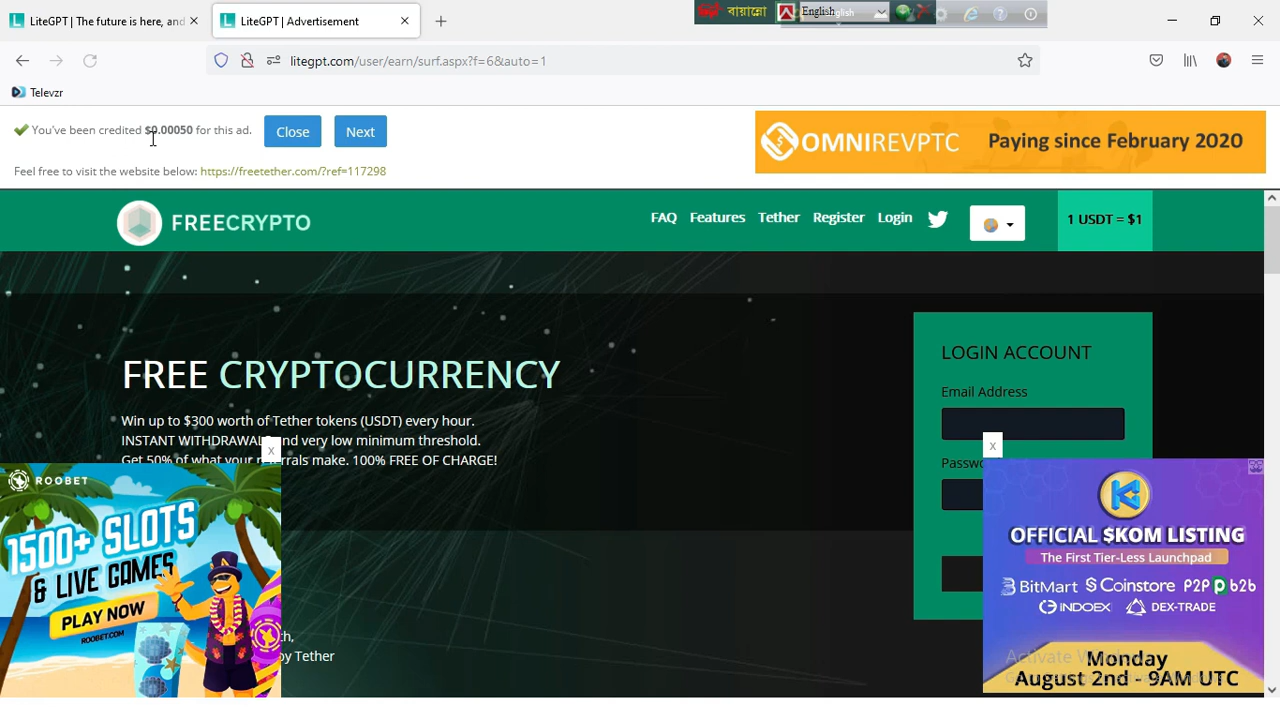 LiteGPT | The future is here, and
LiteGPT | Advertisement
বায়ান্নো
English
litegpt.com/user/earn/surf.aspx?f=6&auto=1
Televzr
You've been credited $0.00050 for this ad.
Close
Next
OMNIREVPTC
Paying since February 2020
Feel free to visit the website below: https://freetether.com/?ref=117298
FREECRYPTO
FAQ Features Tether Register Login
1 USDT = $1
FREE CRYPTOCURRENCY
Win up to $300 worth of Tether tokens (USDT) every hour.
INSTANT WITHDRAWAL and very low minimum threshold.
Get 50% of what your referrals make. 100% FREE OF CHARGE!
LOGIN ACCOUNT
Email Address
x
x
ROOBET
1500+ SLOTS
& LIVE GAMES
PLAY NOW
ROOBET.COM
by Tether
OFFICIAL $KOM LISTING
The First Tier-Less Launchpad
BitMart Coinstore P2P p b2b
INDOEX DEX-TRADE
Monday
August 2nd - 9AM UTC
Activate Windows